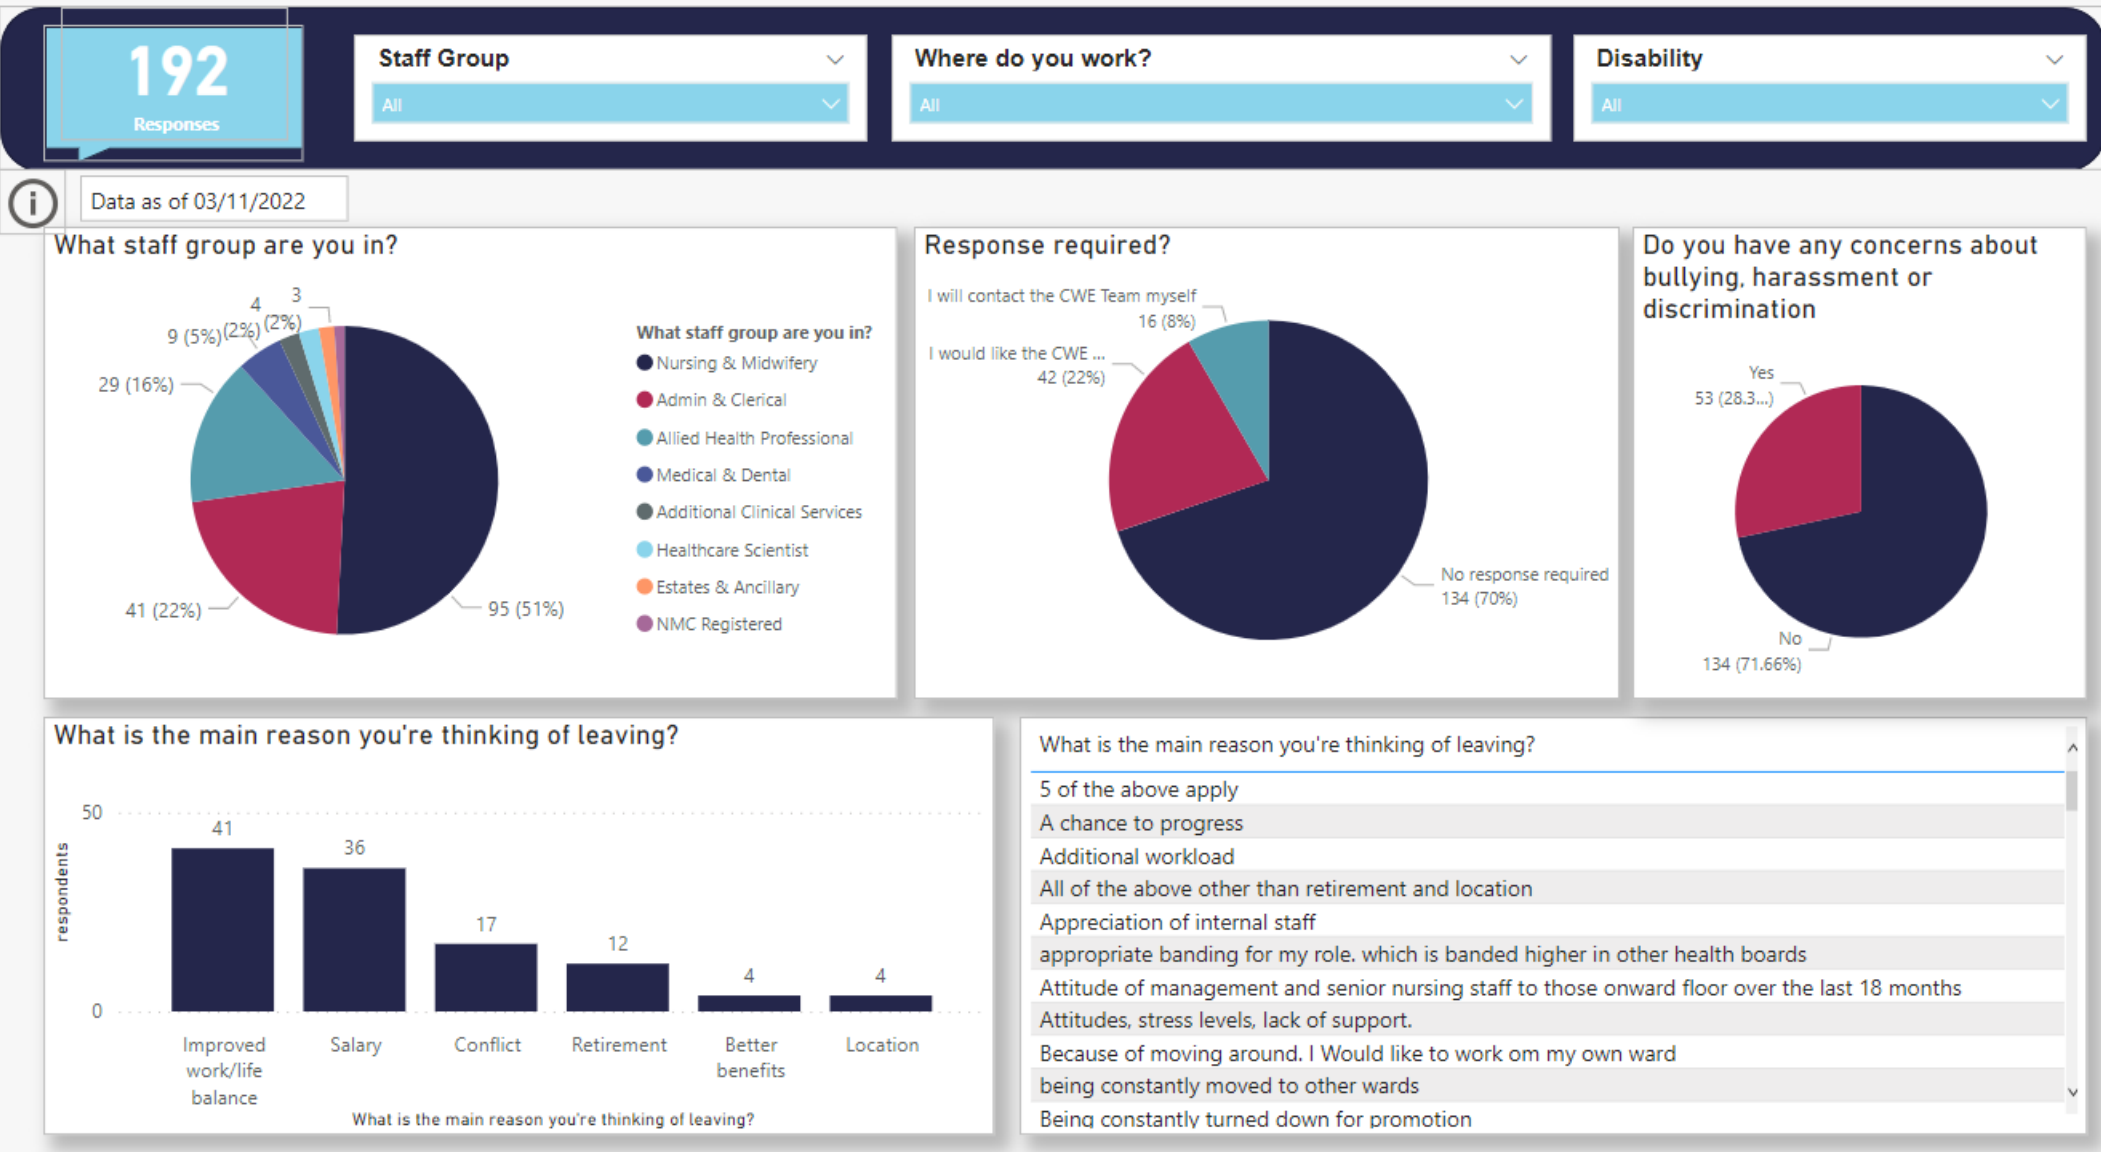 192
Responses
Staff Group
All
Where do you work?
All
Disability
All
Data as of 03/11/2022
What staff group are you in?
3
4
(2%)
(2%)
9 (5%)
29 (16%)
41 (22%)
95 (51%)
What staff group are you in?
Nursing & Midwifery
Admin & Clerical
Allied Health Professional
Medical & Dental
Additional Clinical Services
Healthcare Scientist
Estates & Ancillary
NMC Registered
Response required?
I will contact the CWE Team myself
16 (8%)
I would like the CWE ...
42 (22%)
No response required
134 (70%)
Do you have any concerns about
bullying, harassment or
discrimination
Yes
53 (28.3...)
No
134 (71.66%)
What is the main reason you're thinking of leaving?
respondents
50
0
41
36
17
12
4
4
Improved
work/life
balance
Salary
Conflict
Retirement
Better
benefits
Location
What is the main reason you're thinking of leaving?
What is the main reason you're thinking of leaving?
5 of the above apply
A chance to progress
Additional workload
All of the above other than retirement and location
Appreciation of internal staff
appropriate banding for my role. which is banded higher in other health boards
Attitude of management and senior nursing staff to those onward floor over the last 18 months
Attitudes, stress levels, lack of support.
Because of moving around. I Would like to work om my own ward
being constantly moved to other wards
Being constantly turned down for promotion